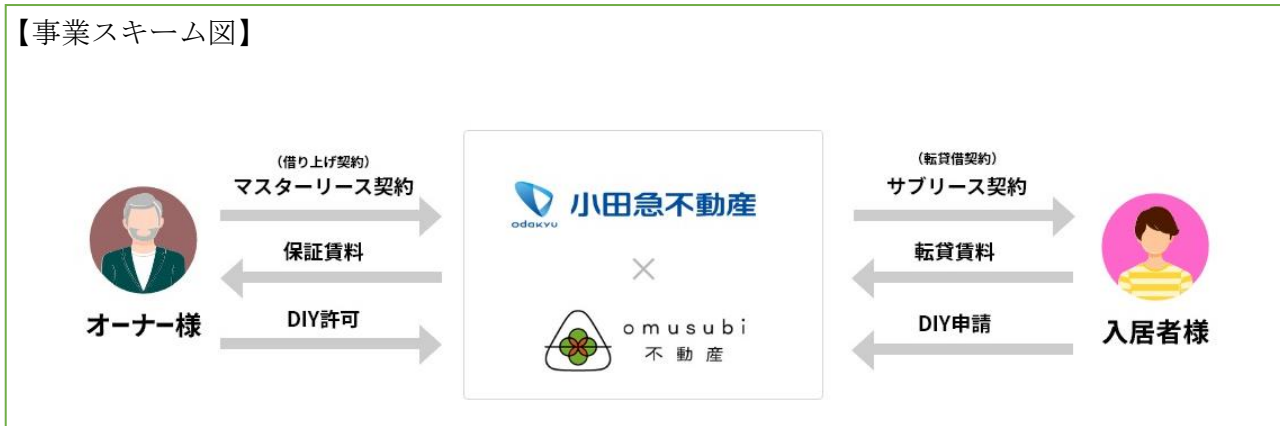 【事業スキーム図】
(借り上げ契約)
マスターリース契約
保証賃料
DIY許可
オーナー様
odakyu
小田急不動産
×
omusubi
不動産
(転貸借契約)
サブリース契約
転貸賃料
DIY申請
入居者様